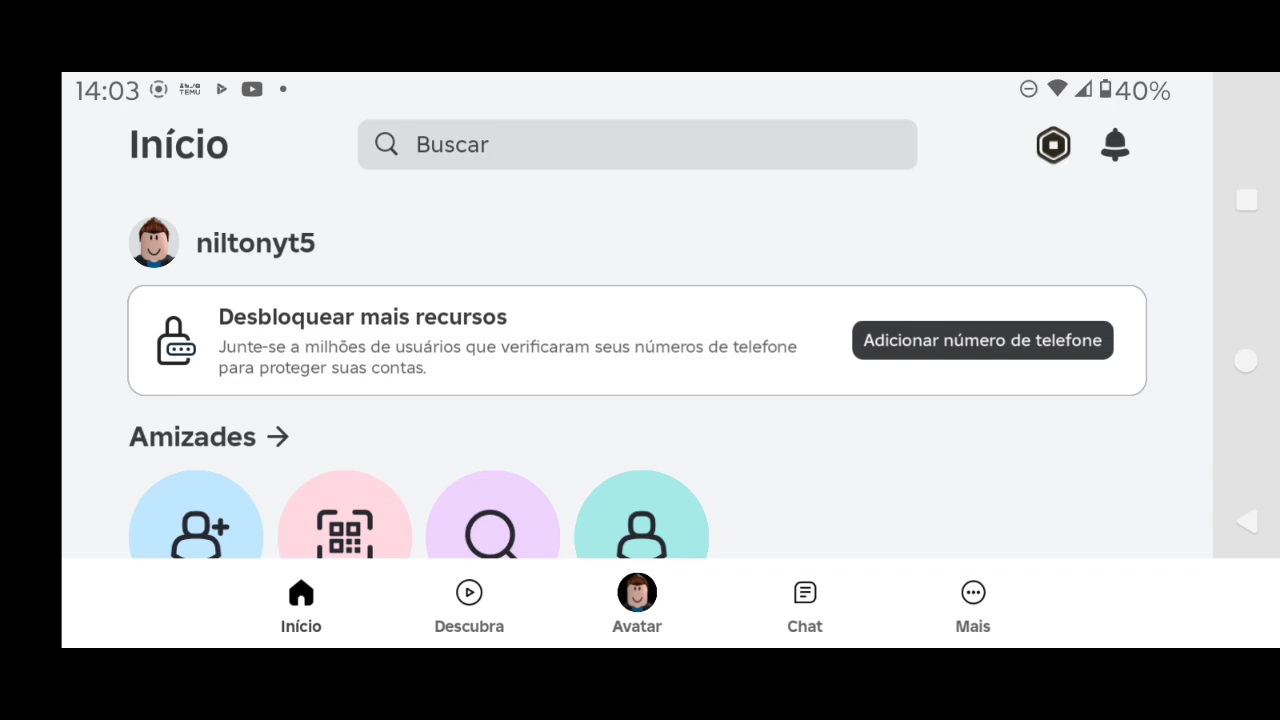 14:03 TEMU 40%
Início
Buscar
niltonyt5
Desbloquear mais recursos
Junte-se a milhões de usuários que verificaram seus números de telefone
para proteger suas contas.
Adicionar número de telefone
Amizades →
Início
Descubra
Avatar
Chat
Mais